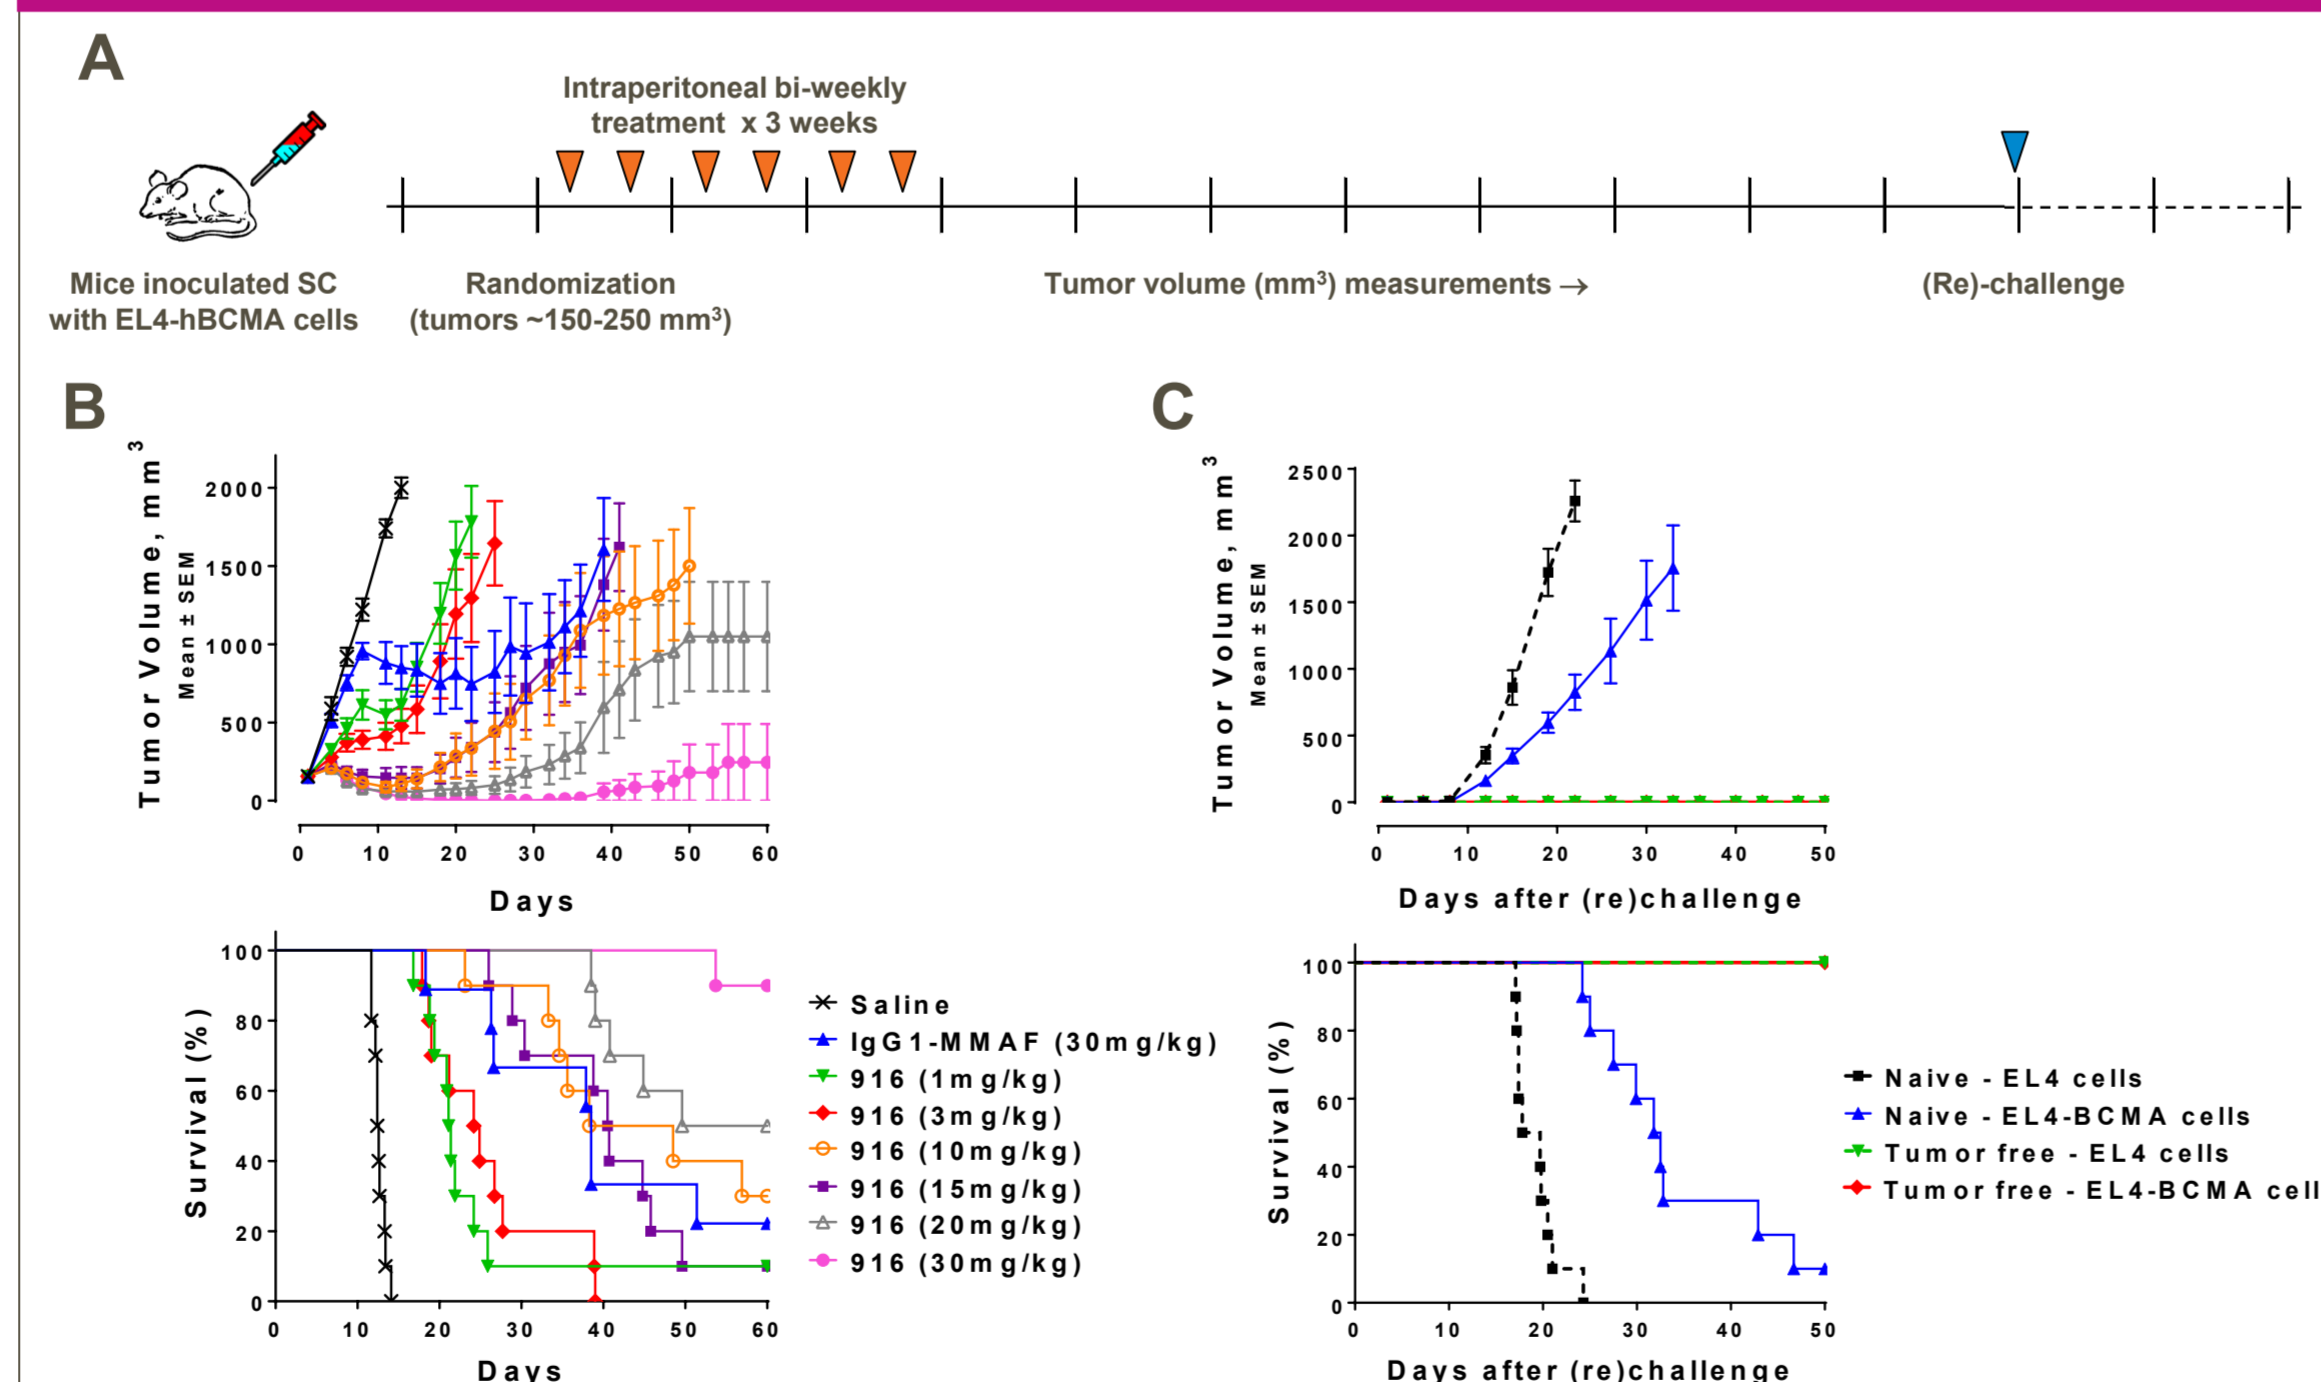 A
Intraperitoneal bi-weekly
treatment x 3 weeks
Mice inoculated SC
with EL4-hBCMA cells
Randomization
(tumors ~150-250 mm³)
Tumor volume (mm³) measurements →
(Re)-challenge
B
Tumor Volume, mm³
Mean ± SEM
2000
1500
1000
500
0
0 10 20 30 40 50 60
Days
Survival (%)
100
80
60
40
20
0
0 10 20 30 40 50 60
Days
Saline
IgG1-MMAF (30mg/kg)
916 (1mg/kg)
916 (3mg/kg)
916 (10mg/kg)
916 (15mg/kg)
916 (20mg/kg)
916 (30mg/kg)
C
Tumor Volume, mm³
Mean ± SEM
2500
2000
1500
1000
500
0
0 10 20 30 40 50
Days after (re)challenge
Survival (%)
100
80
60
40
20
0
0 10 20 30 40 50
Days after (re)challenge
Naive - EL4 cells
Naive - EL4-BCMA cells
Tumor free - EL4 cells
Tumor free - EL4-BCMA cell